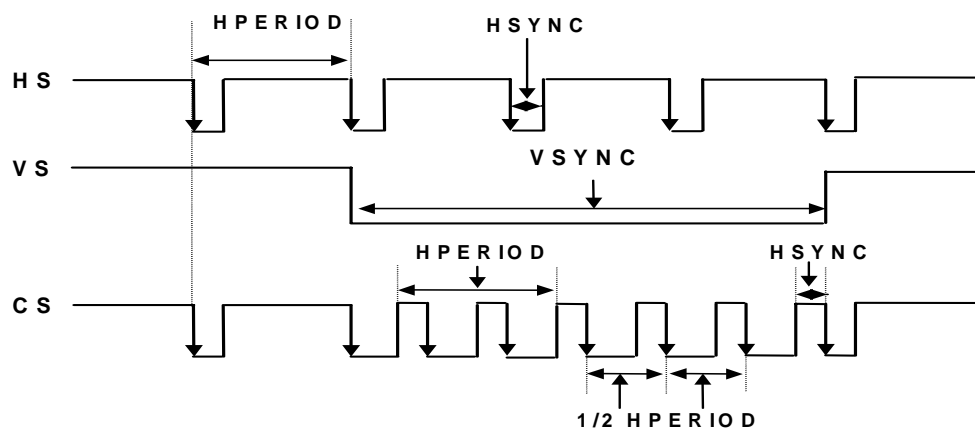 HPERIOD
HSYNC
HS
VSYNC
VS
HPERIOD
HSYNC
CS
1/2 HPERIOD